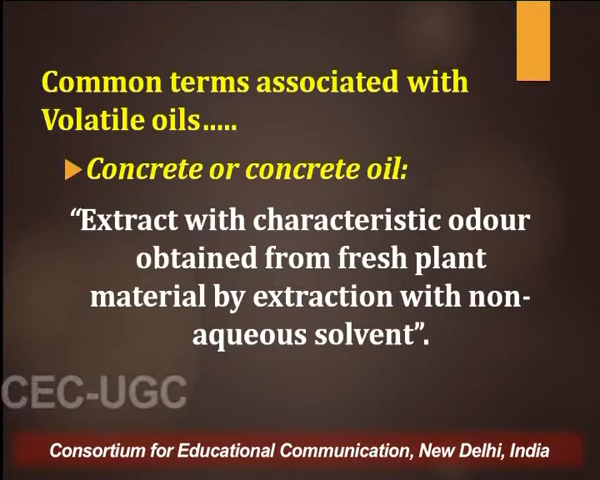 Common terms associated with
Volatile oils.....
Concrete or concrete oil:
“Extract with characteristic odour
obtained from fresh plant
material by extraction with non-
aqueous solvent”.
CEC-UGC
Consortium for Educational Communication, New Delhi, India